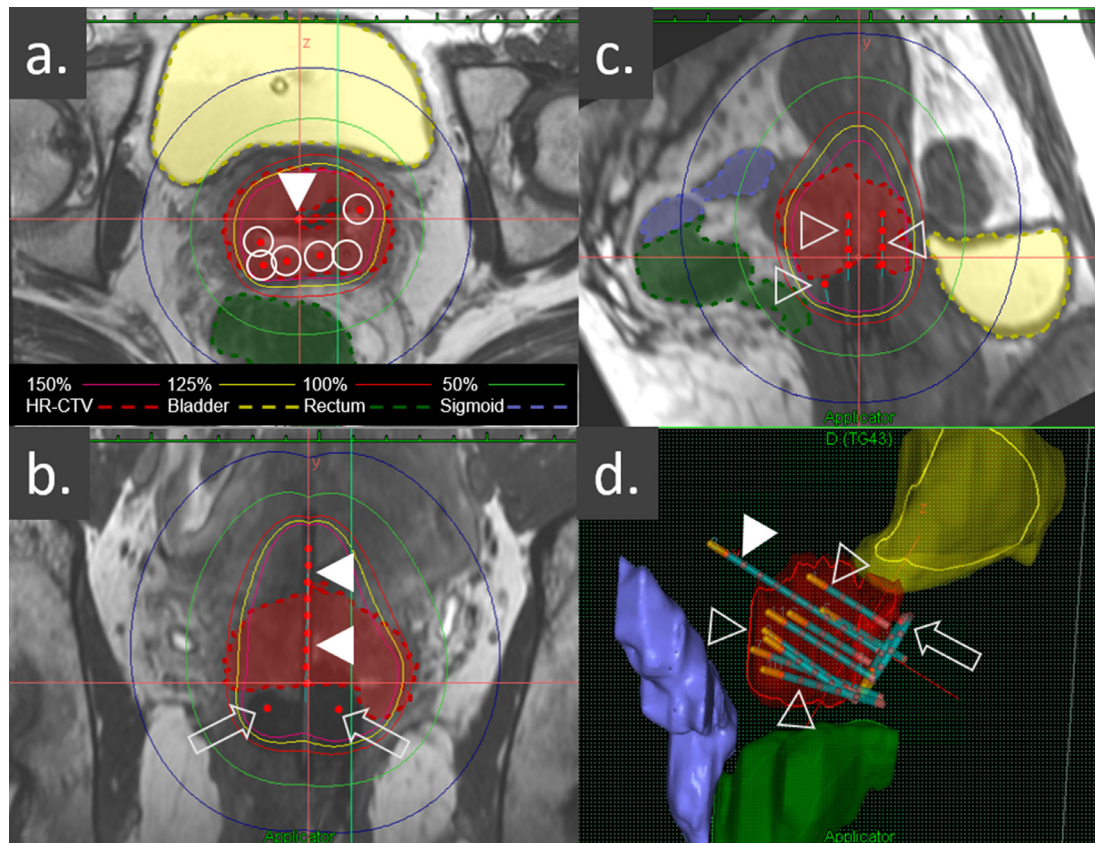 a.
z
150% 125% 100% 50%
HR-CTV Bladder Rectum Sigmoid
c.
y
Applicator
b.
y
Applicator
d.
D (TG43)
z
Applicator